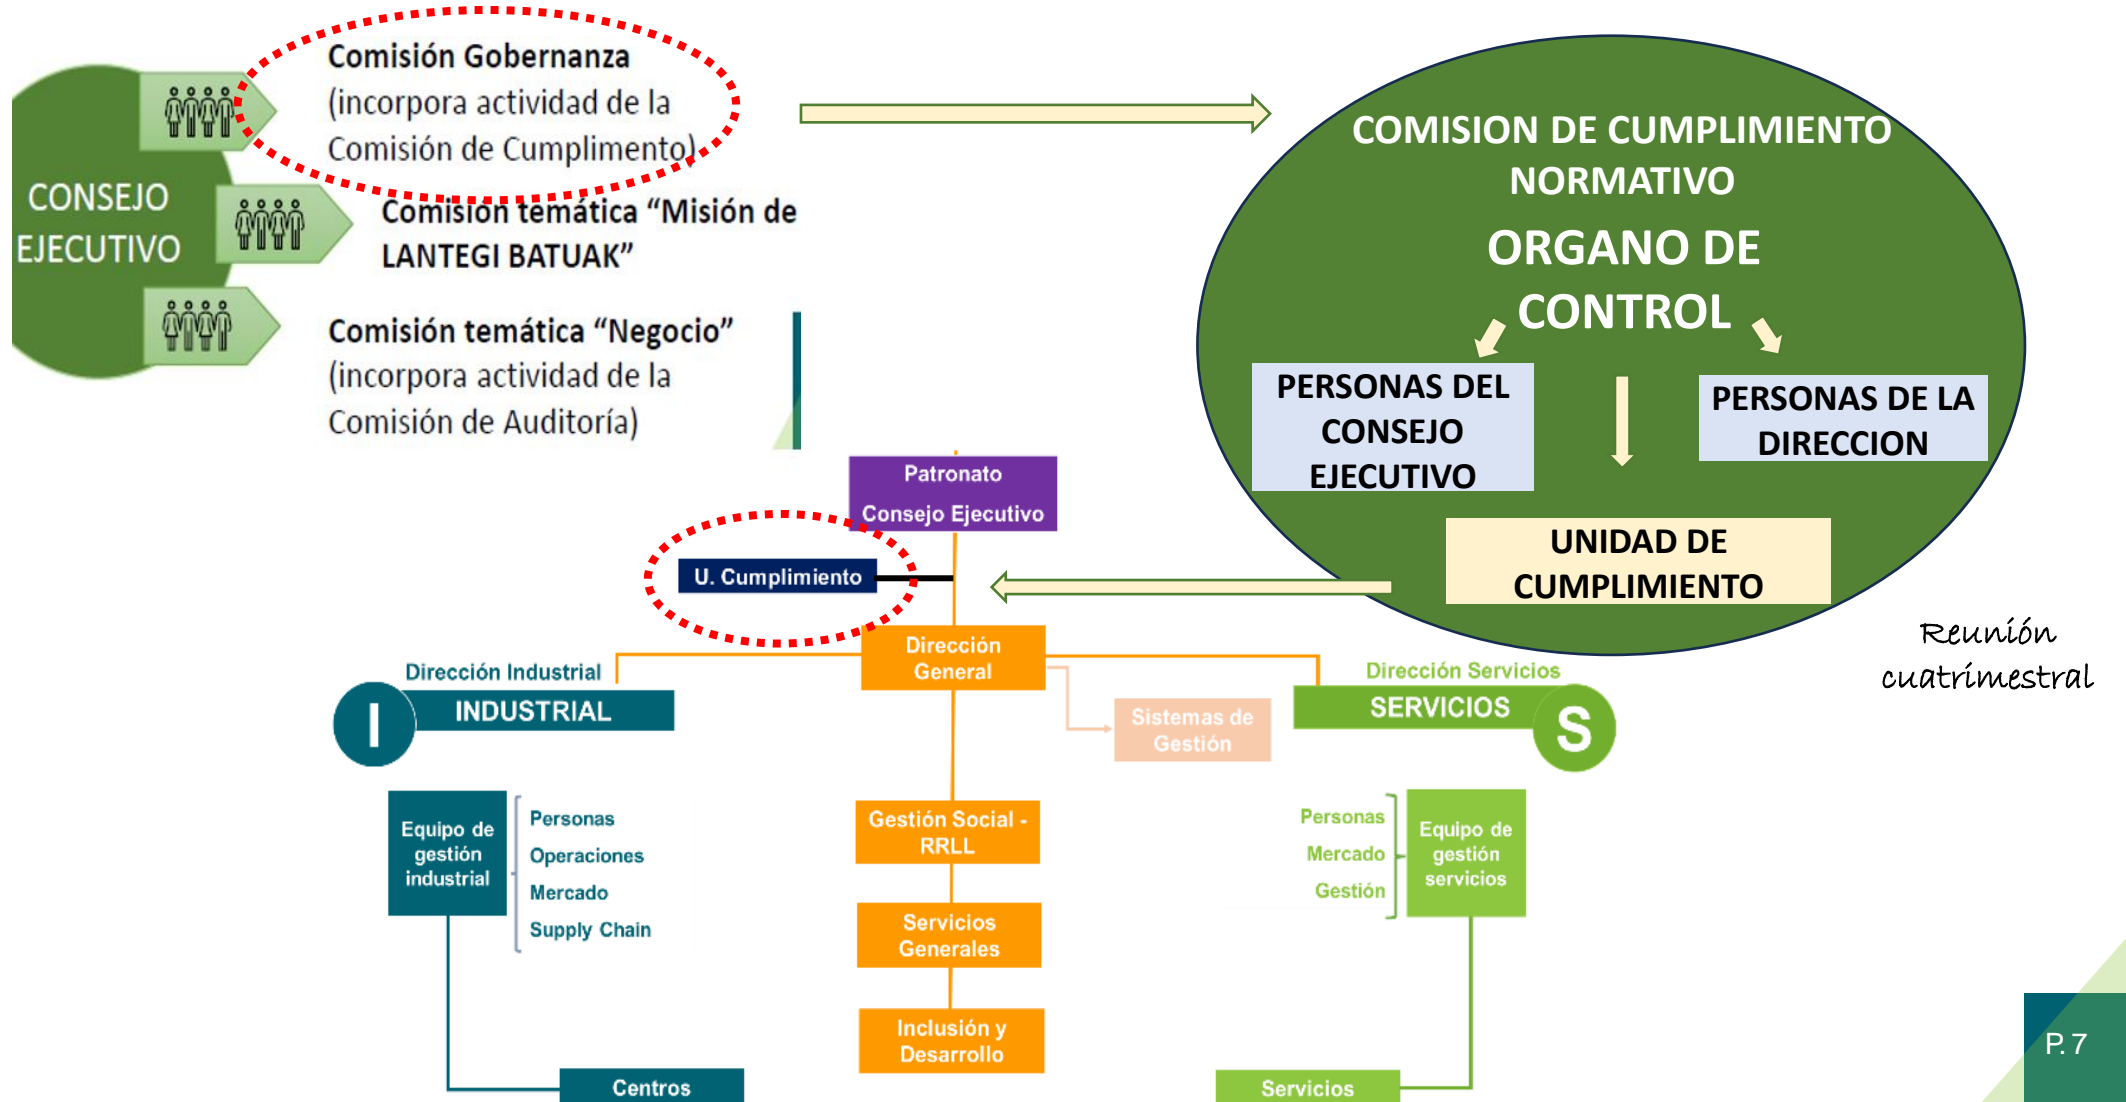 Comisión Gobernanza
(incorpora actividad de la
Comisión de Cumplimento)
CONSEJO
EJECUTIVO
Comisión temática “Misión de
LANTEGI BATUAK”
Comisión temática “Negocio”
(incorpora actividad de la
Comisión de Auditoría)
COMISION DE CUMPLIMIENTO
NORMATIVO
ORGANO DE
CONTROL
PERSONAS DEL
CONSEJO
EJECUTIVO
PERSONAS DE LA
DIRECCION
UNIDAD DE
CUMPLIMIENTO
Reunión
cuatrimestral
Patronato
Consejo Ejecutivo
U. Cumplimiento
Dirección
General
Dirección Industrial
INDUSTRIAL
I
Sistemas de
Gestión
Dirección Servicios
SERVICIOS
S
Equipo de
gestión
industrial
Personas
Operaciones
Mercado
Supply Chain
Gestión Social -
RRLL
Servicios
Generales
Inclusión y
Desarrollo
Personas
Mercado
Gestión
Equipo de
gestión
servicios
Centros
Servicios
P. 7